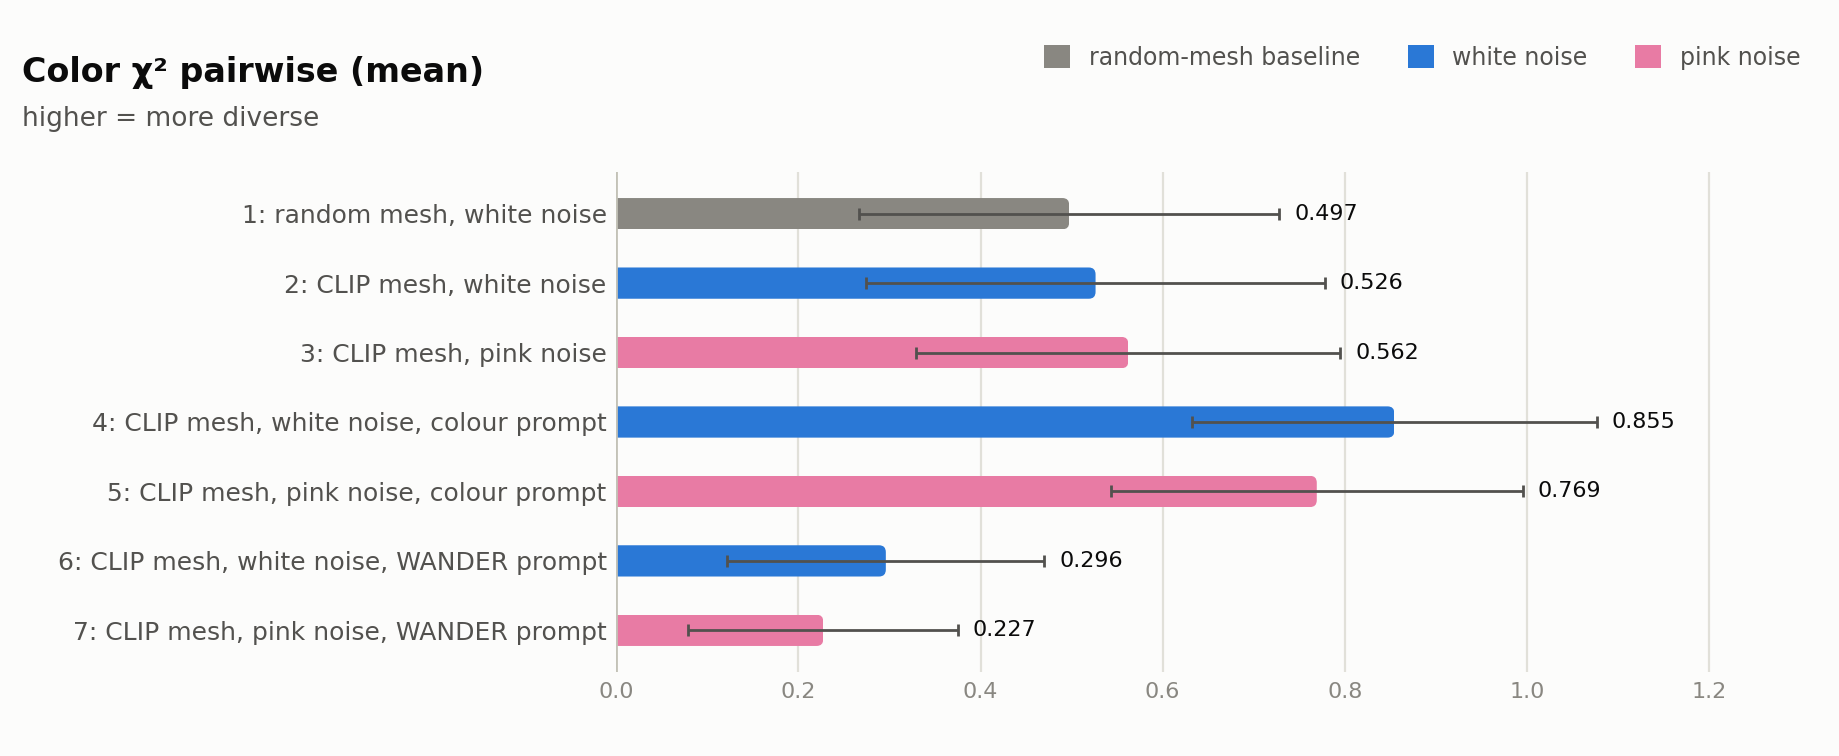 Color χ² pairwise (mean)
higher = more diverse
random-mesh baseline
white noise
pink noise
1: random mesh, white noise
0.497
2: CLIP mesh, white noise
0.526
3: CLIP mesh, pink noise
0.562
4: CLIP mesh, white noise, colour prompt
0.855
5: CLIP mesh, pink noise, colour prompt
0.769
6: CLIP mesh, white noise, WANDER prompt
0.296
7: CLIP mesh, pink noise, WANDER prompt
0.227
0.0 0.2 0.4 0.6 0.8 1.0 1.2